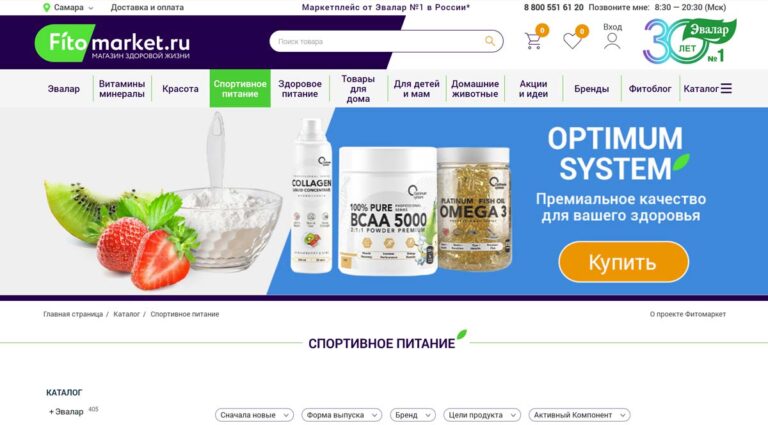 Самара
Доставка и оплата
Маркетплейс от Эвалар №1 в России*
8 800 551 61 20 Позвоните мне: 8:30 — 20:30 (Мск)
Fitomarket.ru
МАГАЗИН ЗДОРОВОЙ ЖИЗНИ
Поиск товара
0
0
Вход
30 ЛЕТ
Эвалар
№1
Эвалар
Витамины минералы
Красота
Спортивное питание
Здоровое питание
Товары для дома
Для детей и мам
Домашние животные
Акции и идеи
Бренды
Фитоблог
Каталог
COLLAGEN
LIQUID CONCENTRATE
100% PURE
BCAA 5000
2:1:1 POWDER PREMIUM
PLATINUM FISH OIL
OMEGA 3
OPTIMUM
SYSTEM
Премиальное качество
для вашего здоровья
Купить
Главная страница / Каталог / Спортивное питание
О проекте Фитомаркет
СПОРТИВНОЕ ПИТАНИЕ
КАТАЛОГ
+ Эвалар 405
Сначала новые
Форма выпуска
Бренд
Цели продукта
Активный Компонент